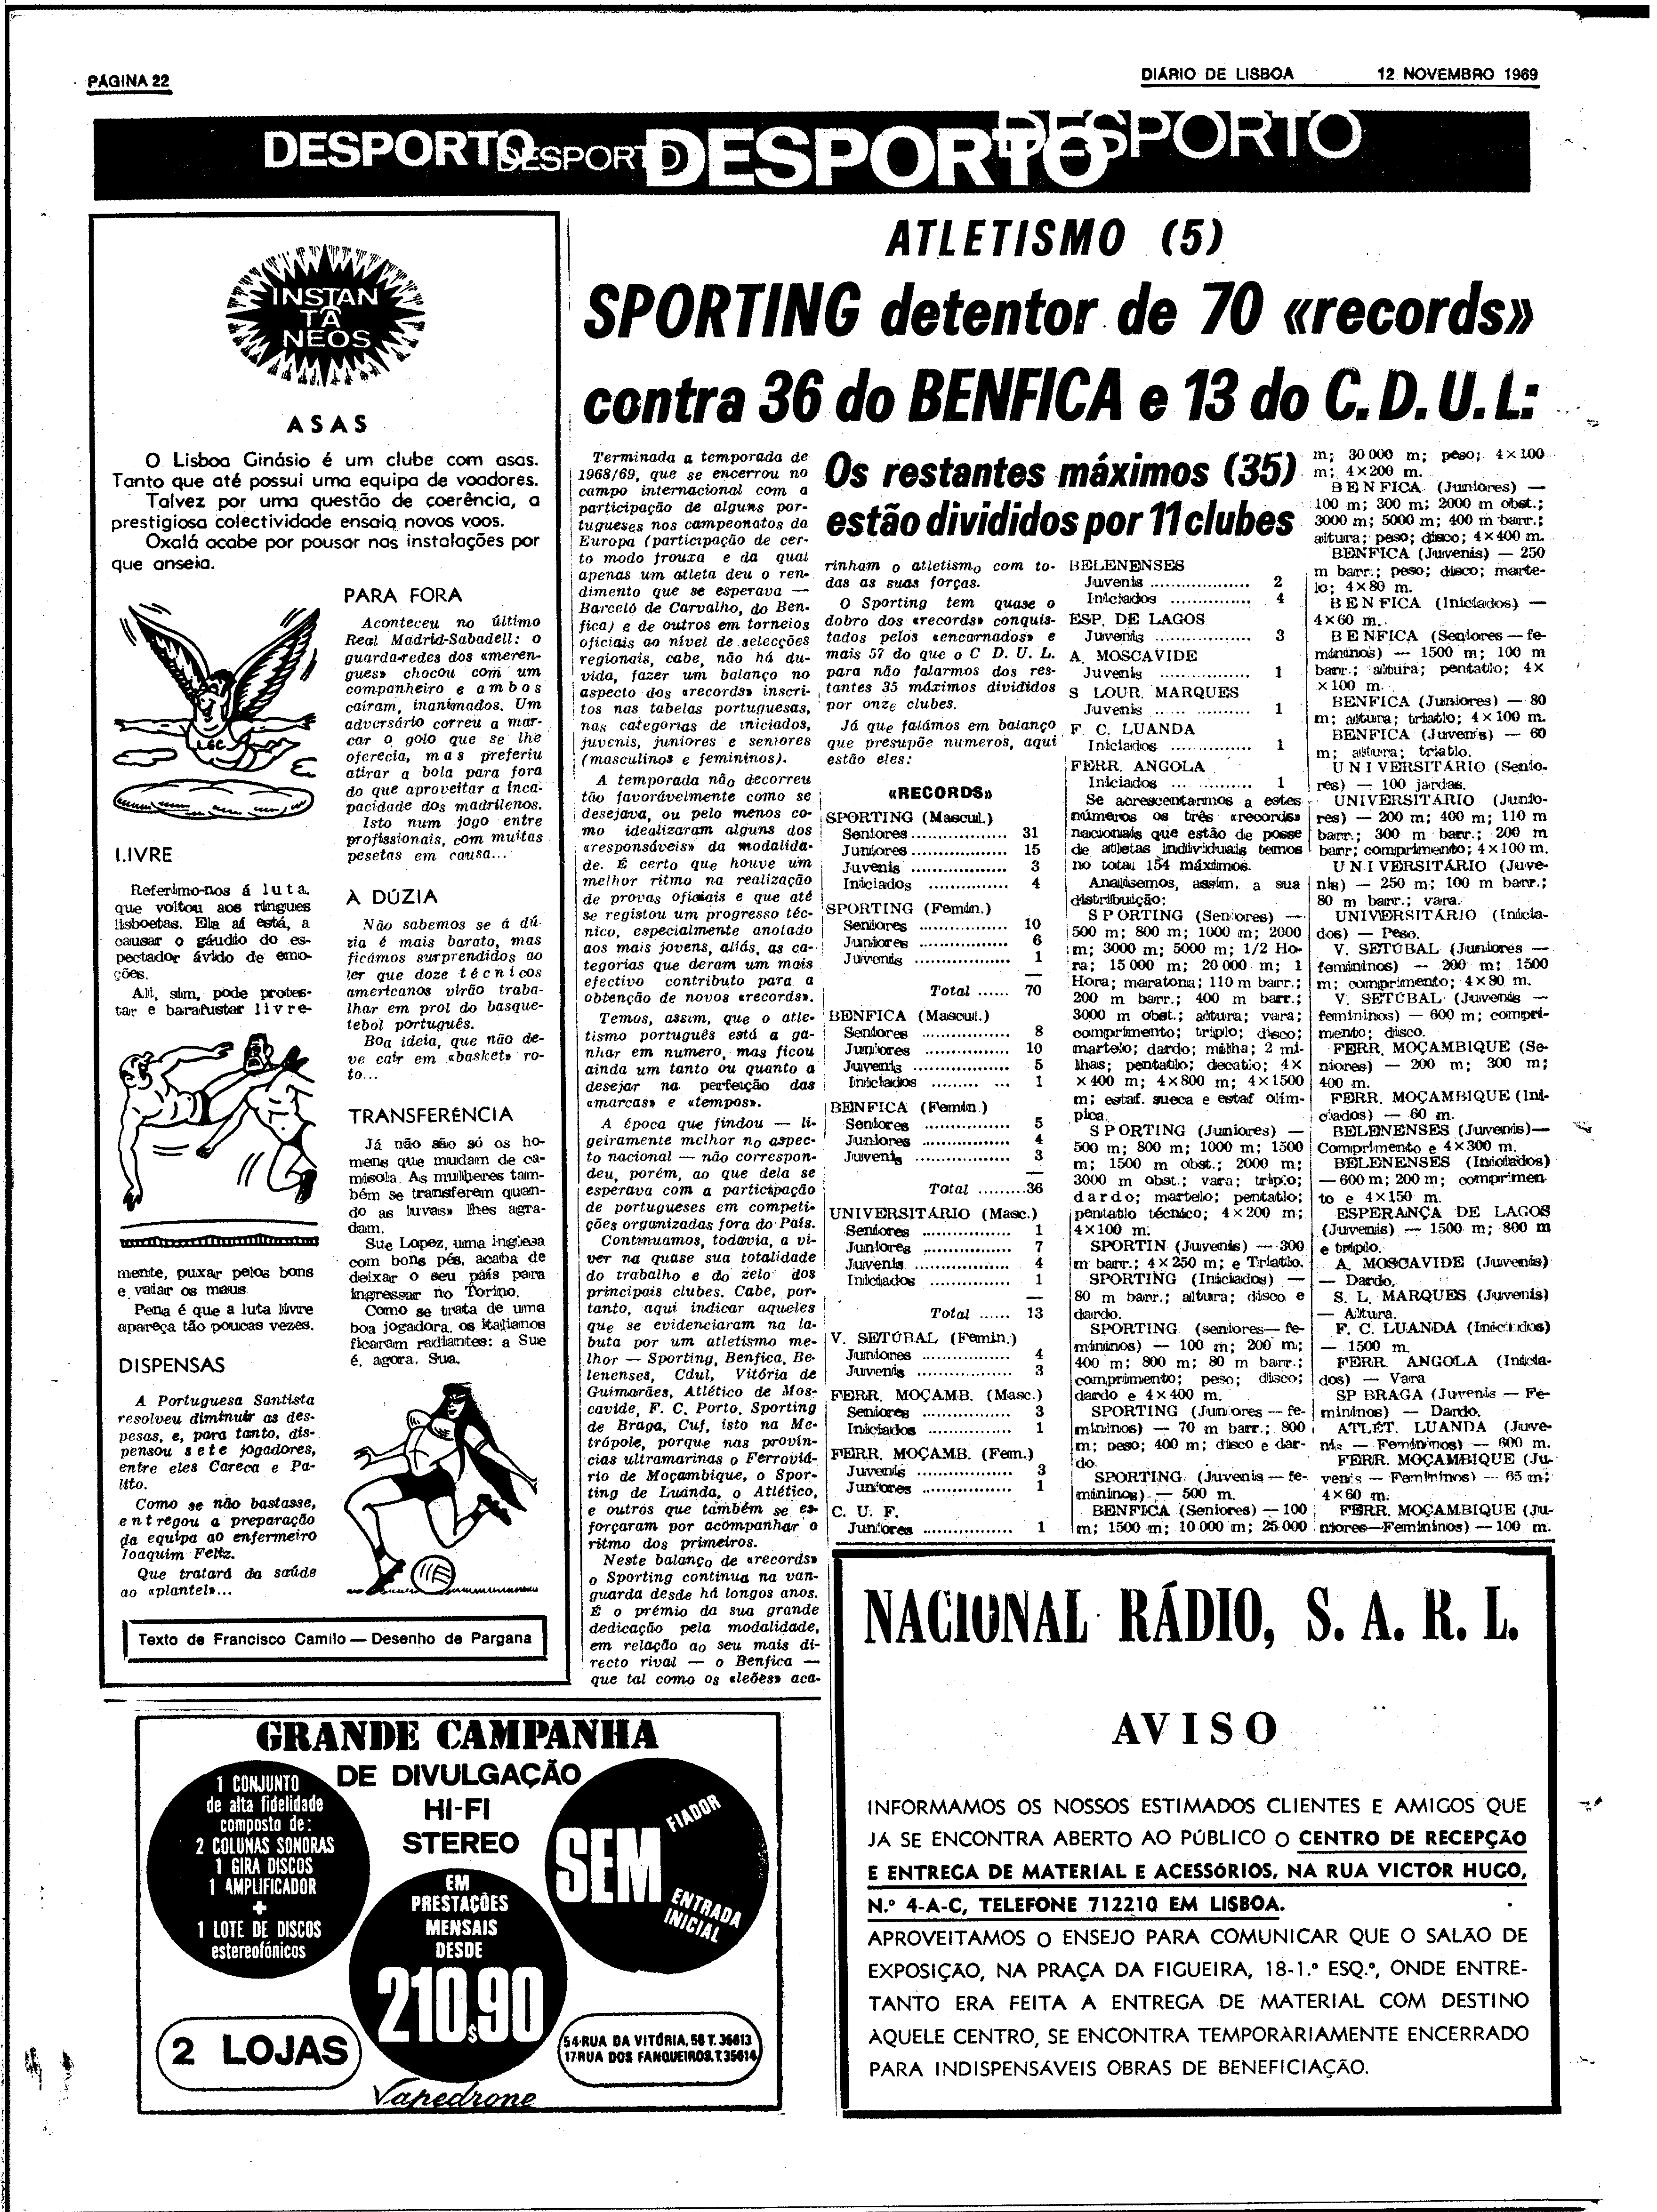 PÁGINA 22
DIÁRIO DE LISBOA 12 NOVEMBRO 1969
DESPORTO DESPORTO DESPORTO DESPORTO
INSTAN
TÂ
NEOS
ASAS
O Lisboa Ginásio é um clube com asas.
Tanto que até possui uma equipa de voadores.
Talvez por uma questão de coerência, a
prestigiosa colectividade ensaia novos voos.
Oxalá acabe por pousar nas instalações por
que anseia.
L.G.C.
LIVRE
Referimo-nos á luta,
que voltou aos ringues
lisboetas. Ela aí está, a
causar o gáudio do es-
pectador ávido de emo-
ções.
Ali, sim, pode protes-
tar e barafustar livre-
mente, puxar pelos bons
e vaiar os maus
Pena é que a luta livre
apareça tão poucas vezes.
DISPENSAS
A Portuguesa Santista
resolveu diminuir as des-
pesas, e, para tanto, dis-
pensou sete jogadores,
entre eles Careca e Pa-
lito.
Como se não bastasse,
entregou a preparação
da equipa ao enfermeiro
Joaquim Feliz.
Que tratará da saúde
ao «plantel»...
PARA FORA
Aconteceu no último
Real Madrid-Sabadell: o
guarda-redes dos «meren-
gues» chocou com um
companheiro e ambos
caíram, inanimados. Um
adversário correu a mar-
car o golo que se lhe
oferecia, mas preferiu
atirar a bola para fora
do que aproveitar a inca-
pacidade dos madrilenos.
Isto num jogo entre
profissionais, com muitas
pesetas em causa...
À DÚZIA
Não sabemos se á dú-
zia é mais barato, mas
ficámos surprendidos ao
ler que doze técnicos
americanos virão traba-
lhar em prol do basque-
tebol português.
Boa ideia, que não de-
ve cair em «basket» ro-
to...
TRANSFERÊNCIA
Já não são só os ho-
mens que mudam de ca-
misola. As mulheres tam-
bém se transferem quan-
do as luvas» lhes agra-
dam.
Sue Lopez, uma inglesa
com bons pés, acaba de
deixar o seu país para
ingressar no Torino.
Como se trata de uma
boa jogadora, os italianos
ficaram radiantes: a Sue
é, agora, Sua.
Texto de Francisco Camilo — Desenho de Pargana
ATLETISMO (5)
SPORTING detentor de 70 «records»
contra 36 do BENFICA e 13 do C.D.U.L:
Os restantes máximos (35)
estão divididos por 11 clubes
Terminada a temporada de
1968/69, que se encerrou no
campo internacional com a
participação de alguns por-
tugueses nos campeonatos da
Europa (participação de cer-
to modo frouxa e da qual
apenas um atleta deu o ren-
dimento que se esperava —
Barceló de Carvalho, do Ben-
fica) e de outros em torneios
oficiais ao nível de selecções
regionais, cabe, não há du-
vida, fazer um balanço no
aspecto dos «records» inscri-
tos nas tabelas portuguesas,
nas categorias de iniciados,
juvenis, juniores e seniores
(masculinos e femininos).
A temporada não decorreu
tão favoràvelmente como se
desejava, ou pelo menos co-
mo idealizaram alguns dos
«responsáveis» da modalida-
de. É certo que houve um
melhor ritmo na realização
de provas oficiais e que até
se registou um progresso téc-
nico, especialmente anotado
aos mais jovens, aliás, as ca-
tegorias que deram um mais
efectivo contributo para a
obtenção de novos «records».
Temos, assim, que o atle-
tismo português está a ga-
nhar em numero, mas ficou
ainda um tanto ou quanto a
desejar na perfeição das
«marcas» e «tempos».
A época que findou — li-
geiramente melhor no aspec-
to nacional — não correspon-
deu, porém, ao que dela se
esperava com a participação
de portugueses em competi-
ções organizadas fora do País.
Continuamos, todavia, a vi-
ver na quase sua totalidade
do trabalho e do zelo dos
principais clubes. Cabe, por-
tanto, aqui indicar aqueles
que se evidenciaram na la-
buta por um atletismo me-
lhor — Sporting, Benfica, Be-
lenenses, Cdul, Vitória de
Guimarães, Atlético de Mos-
cavide, F. C. Porto, Sporting
de Braga, Cuf, isto na Me-
trópole, porque nas provín-
cias ultramarinas o Ferroviá-
rio de Moçambique, o Spor-
ting de Luanda, o Atlético,
e outros que também se es-
forçaram por acompanhar o
ritmo dos primeiros.
Neste balanço de «records»
o Sporting continua na van-
guarda desde há longos anos.
É o prémio da sua grande
dedicação pela modalidade,
em relação ao seu mais di-
recto rival — o Benfica —
que tal como os «leões» aca-
rinham o atletismo com to-
das as suas forças.
O Sporting tem quase o
dobro dos «records» conquis-
tados pelos «encarnados» e
mais 57 do que o C D. U. L.
para não falarmos dos res-
tantes 35 máximos divididos
por onze clubes.
Já que falámos em balanço
que presupõe numeros, aqui
estão eles:
«RECORDS»
SPORTING (Mascul.)
Seniores .................. 31
Juniores .................. 15
Juvenis .................. 3
Iniciados ............... 4
SPORTING (Femin.)
Seniores ................. 10
Juniores ................. 6
Juvenis .................. 1
—
Total ...... 70
BENFICA (Mascul.)
Seniores ................. 8
Juniores ................. 10
Juvenis .................. 5
Iniciados ......... ... 1
BENFICA (Femin.)
Seniores ................. 5
Juniores ................. 4
Juvenis .................. 3
—
Total .........36
UNIVERSITÁRIO (Masc.)
Seniores ................. 1
Juniores ................. 7
Juvenis .................. 4
Iniciados ................ 1
—
Total ...... 13
V. SETÚBAL (Femin.)
Juniores ................. 4
Juvenis .................. 3
FERR. MOÇAMB. (Masc.)
Seniores ................. 3
Iniciados ................ 1
FERR. MOÇAMB. (Fem.)
Juvenis .................. 3
Juniores ................. 1
C. U. F.
Juniores .................. 1
BELENENSES
Juvenis .................... 2
Iniciados ................ 4
ESP. DE LAGOS
Juvenis .................. 3
A. MOSCAVIDE
Juvenis .................. 1
S LOUR. MARQUES
Juvenis .................. 1
F. C. LUANDA
Iniciados ................ 1
FERR. ANGOLA
Iniciados ................ 1
Se acrescentarmos a estes
números os três «records»
nacionais que estão de posse
de atletas individuais temos
no total 154 máximos.
Analisemos, assim, a sua
distribuição:
SPORTING (Seniores) —
500 m; 800 m; 1000 m; 2000
m; 3000 m; 5000 m; 1/2 Ho-
ra; 15 000 m; 20 000 m; 1
Hora; maratona; 110 m barr.;
200 m barr.; 400 m barr.;
3000 m obst.; altura; vara;
comprimento; triplo; disco;
martelo; dardo; milha; 2 mi-
lhas; pentatlo; decatlo; 4×
×400 m; 4×800 m; 4×1500
m; estaf. sueca e estaf olím-
pica.
SPORTING (Juniores) —
500 m; 800 m; 1000 m; 1500
m; 1500 m obst.; 2000 m;
3000 m obst.; vara; triplo;
dardo; martelo; pentatlo;
pentatlo técnico; 4×200 m;
4×100 m.
SPORTIN (Juvenis) — 300
m barr.; 4×250 m; e Triatlo.
SPORTING (Iniciados) —
80 m barr.; altura; disco e
dardo.
SPORTING (seniores — fe-
mininos) — 100 m; 200 m;
400 m; 800 m; 80 m barr.;
comprimento; peso; disco;
dardo e 4×400 m.
SPORTING (Juniores — fe-
mininos) — 70 m barr.; 800
m; peso; 400 m; disco e dar-
do.
SPORTING (Juvenis — fe-
mininos) — 500 m.
BENFICA (Seniores) — 100
m; 1500 m; 10 000 m; 25 000
m; 30 000 m; peso; 4×100
m; 4×200 m.
BENFICA (Juniores) —
100 m; 300 m; 2000 m obst.;
3000 m; 5000 m; 400 m barr.;
altura; peso; disco; 4×400 m.
BENFICA (Juvenis) — 250
m barr.; peso; disco; marte-
lo; 4×80 m.
BENFICA (Iniciados) —
4×60 m.
BENFICA (Seniores — fe-
mininos) — 1500 m; 100 m
barr.; altura; pentatlo; 4×
×100 m.
BENFICA (Juniores) — 80
m; altura; triatlo; 4×100 m.
BENFICA (Juvenis) — 60
m; altura; triatlo.
UNIVERSITÁRIO (Senio-
res) — 100 jardas.
UNIVERSITÁRIO (Junio-
res) — 200 m; 400 m; 110 m
barr.; 300 m barr.; 200 m
barr; comprimento; 4×100 m.
UNIVERSITÁRIO (Juve-
nis) — 250 m; 100 m barr.;
80 m barr.; vara.
UNIVERSITÁRIO (Inicia-
dos) — Peso.
V. SETÚBAL (Juniores —
femininos) — 200 m; 1500
m; comprimento; 4×80 m.
V. SETÚBAL (Juvenis —
femininos) — 600 m; compri-
mento; disco.
FERR. MOÇAMBIQUE (Se-
niores) — 200 m; 300 m;
400 m.
FERR. MOÇAMBIQUE (Ini-
ciados) — 60 m.
BELENENSES (Juvenis) —
Comprimento e 4×300 m.
BELENENSES (Iniciados)
— 600 m; 200 m; comprimen-
to e 4×150 m.
ESPERANÇA DE LAGOS
(Juvenis) — 1500 m; 800 m
e triplo.
A. MOSCAVIDE (Juvenis)
— Dardo.
S. L. MARQUES (Juvenis)
— Altura.
F. C. LUANDA (Iniciados)
— 1500 m.
FERR. ANGOLA (Inicia-
dos) — Vara
SP BRAGA (Juvenis — Fe-
mininos) — Dardo.
ATLÉT. LUANDA (Juve-
nis — Femininos) — 600 m.
FERR. MOÇAMBIQUE (Ju-
venis — Femininos) — 65 m;
4×60 m.
FERR. MOÇAMBIQUE (Ju-
niores—Femininos) — 100 m.
GRANDE CAMPANHA
DE DIVULGAÇÃO
HI-FI
STEREO
1 CONJUNTO
de alta fidelidade
composto de:
2 COLUNAS SONORAS
1 GIRA DISCOS
1 AMPLIFICADOR
+
1 LOTE DE DISCOS
estereofónicos
EM
PRESTAÇÕES
MENSAIS
DESDE
210$90
SEM
FIADOR
ENTRADA
INICIAL
2 LOJAS
54-RUA DA VITÓRIA, 56 T. 35613
17-RUA DOS FANQUEIROS, T. 35614
Vapedrone
NACIONAL RÁDIO, S. A. R. L.
AVISO
INFORMAMOS OS NOSSOS ESTIMADOS CLIENTES E AMIGOS QUE
JÁ SE ENCONTRA ABERTO AO PÚBLICO O CENTRO DE RECEPÇÃO
E ENTREGA DE MATERIAL E ACESSÓRIOS, NA RUA VICTOR HUGO,
N.º 4-A-C, TELEFONE 712210 EM LISBOA.
APROVEITAMOS O ENSEJO PARA COMUNICAR QUE O SALÃO DE
EXPOSIÇÃO, NA PRAÇA DA FIGUEIRA, 18-1.º ESQ.º, ONDE ENTRE-
TANTO ERA FEITA A ENTREGA DE MATERIAL COM DESTINO
ÀQUELE CENTRO, SE ENCONTRA TEMPORÀRIAMENTE ENCERRADO
PARA INDISPENSÁVEIS OBRAS DE BENEFICIAÇÃO.